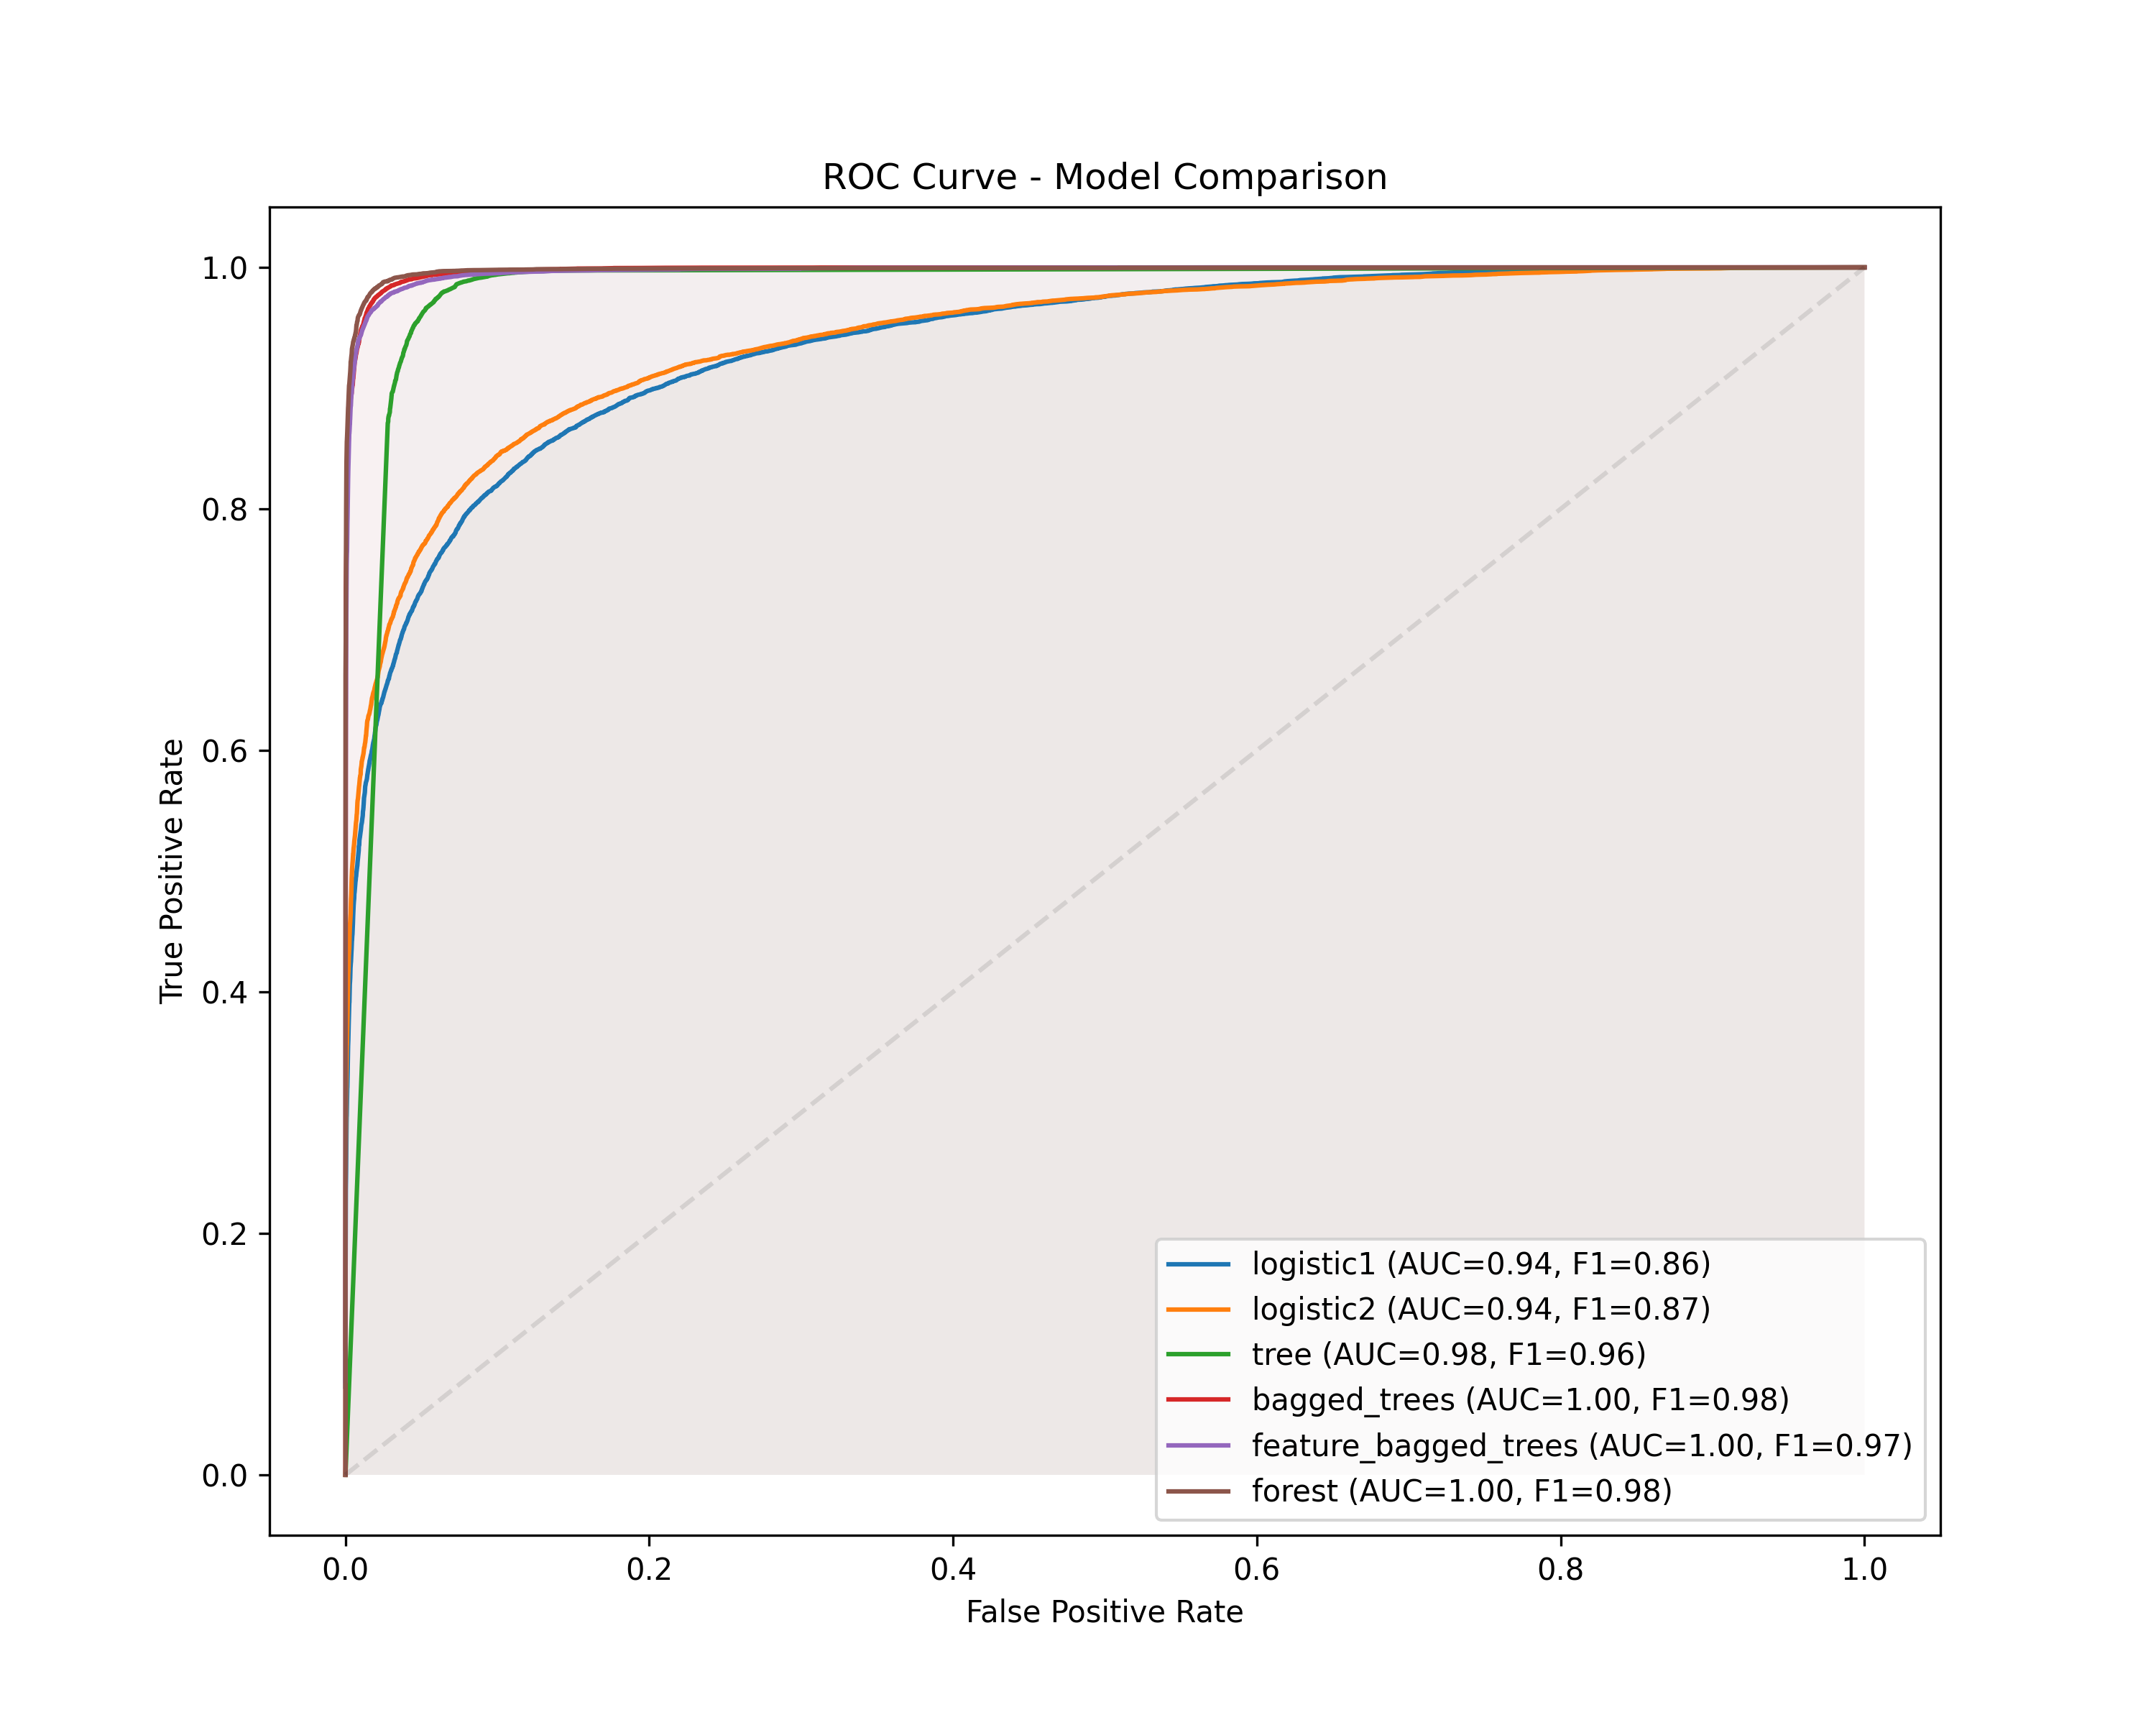 ROC Curve - Model Comparison
True Positive Rate
1.0
0.8
0.6
0.4
0.2
0.0
logistic1 (AUC=0.94, F1=0.86)
logistic2 (AUC=0.94, F1=0.87)
tree (AUC=0.98, F1=0.96)
bagged_trees (AUC=1.00, F1=0.98)
feature_bagged_trees (AUC=1.00, F1=0.97)
forest (AUC=1.00, F1=0.98)
0.0 0.2 0.4 0.6 0.8 1.0
False Positive Rate